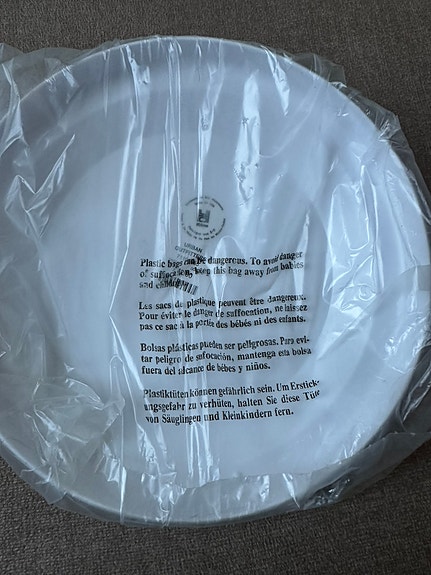 URBAN
OUTFITTERS
Plastic bags can be dangerous. To avoid danger
of suffocation, keep this bag away from babies
and children.
Les sacs de plastique peuvent être dangereux.
Pour éviter le danger de suffocation, ne laissez
pas ce sac à la portée des bébés ni des enfants.
Bolsas plásticas pueden ser peligrosas. Para evi-
tar peligro de sufocación, mantenga esta bolsa
fuera del alcance de bébes y niños.
Plastiktüten können gefährlich sein. Um Erstick-
ungsgefahr zu verhüten, halten Sie diese Tüte
von Säuglingen und Kleinkindern fern.